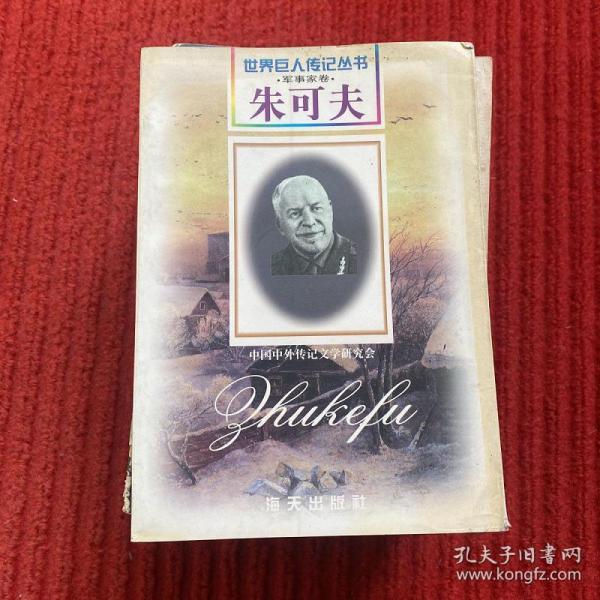 世界巨人传记丛书
·军事家卷·
朱可夫
中国中外传记文学研究会
Zhukefu
海天出版社
孔夫子旧书网
www.kongfz.com